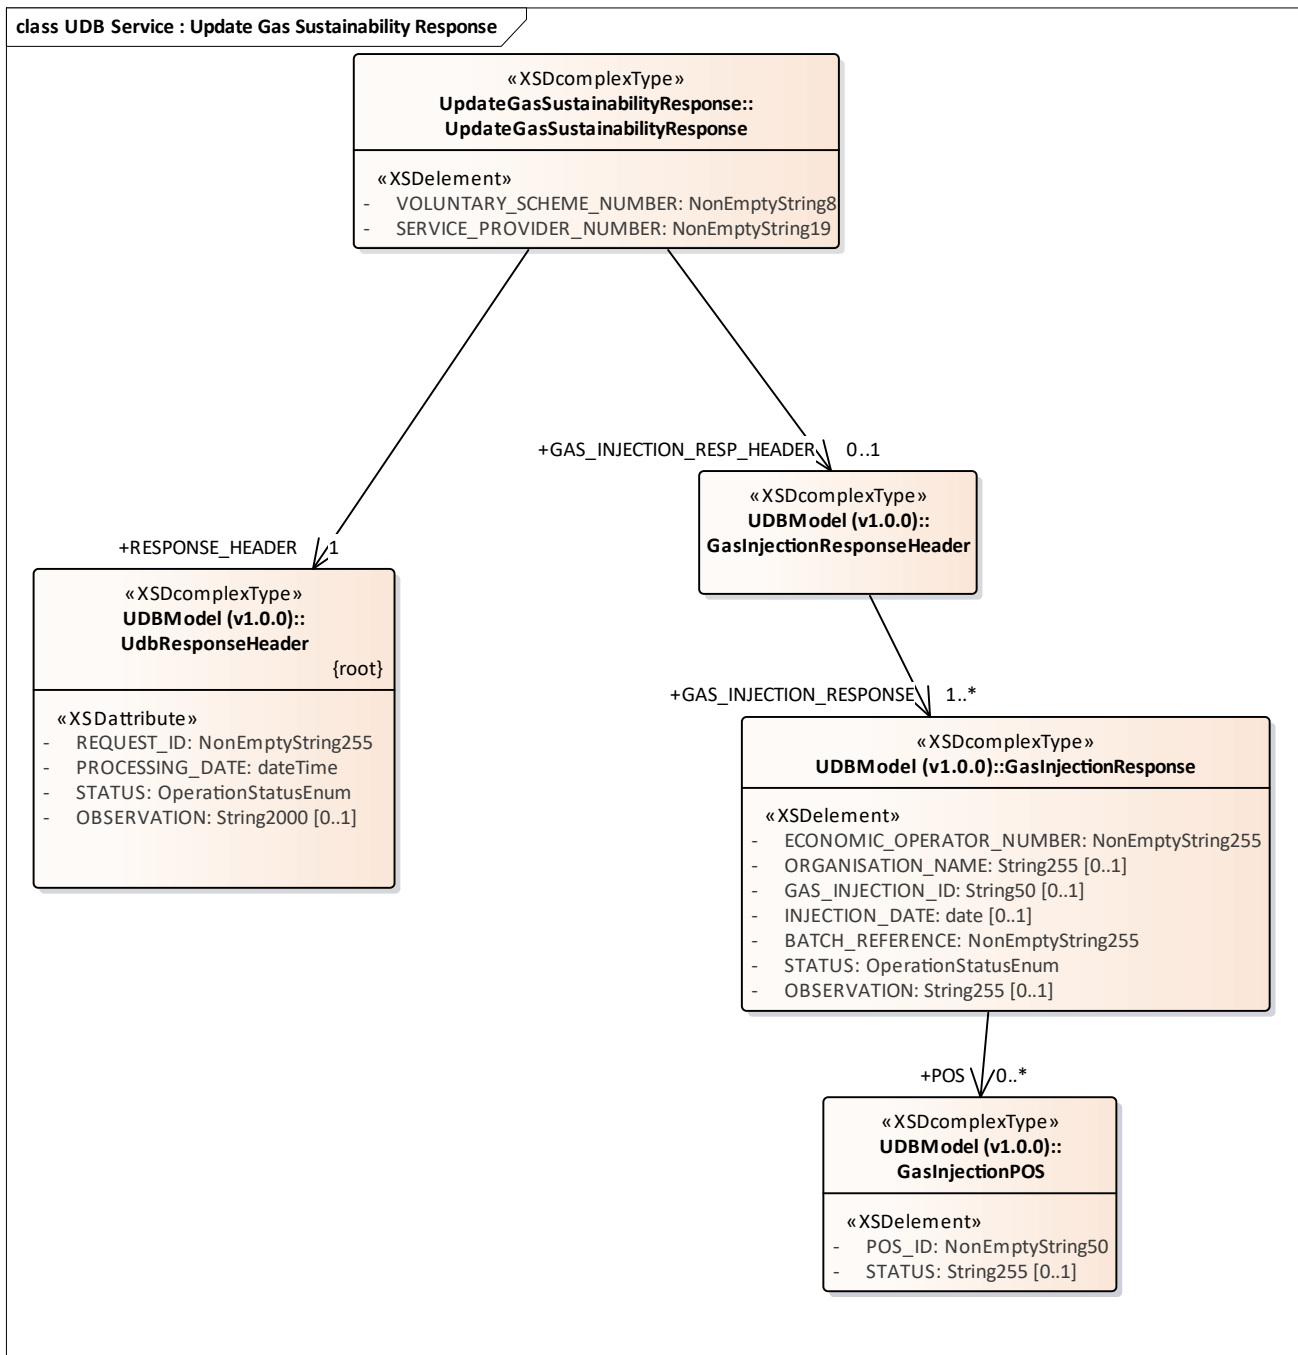 class UDB Service : Update Gas Sustainability Response
«XSDcomplexType»
UpdateGasSustainabilityResponse::
UpdateGasSustainabilityResponse
«XSDelement»
- VOLUNTARY_SCHEME_NUMBER: NonEmptyString8
- SERVICE_PROVIDER_NUMBER: NonEmptyString19
+GAS_INJECTION_RESP_HEADER 0..1
«XSDcomplexType»
UDBModel (v1.0.0)::
GasInjectionResponseHeader
+RESPONSE_HEADER 1
«XSDcomplexType»
UDBModel (v1.0.0)::
UdbResponseHeader
{root}
«XSDattribute»
- REQUEST_ID: NonEmptyString255
- PROCESSING_DATE: dateTime
- STATUS: OperationStatusEnum
- OBSERVATION: String2000 [0..1]
+GAS_INJECTION_RESPONSE 1..*
«XSDcomplexType»
UDBModel (v1.0.0)::GasInjectionResponse
«XSDelement»
- ECONOMIC_OPERATOR_NUMBER: NonEmptyString255
- ORGANISATION_NAME: String255 [0..1]
- GAS_INJECTION_ID: String50 [0..1]
- INJECTION_DATE: date [0..1]
- BATCH_REFERENCE: NonEmptyString255
- STATUS: OperationStatusEnum
- OBSERVATION: String255 [0..1]
+POS 0..*
«XSDcomplexType»
UDBModel (v1.0.0)::
GasInjectionPOS
«XSDelement»
- POS_ID: NonEmptyString50
- STATUS: String255 [0..1]